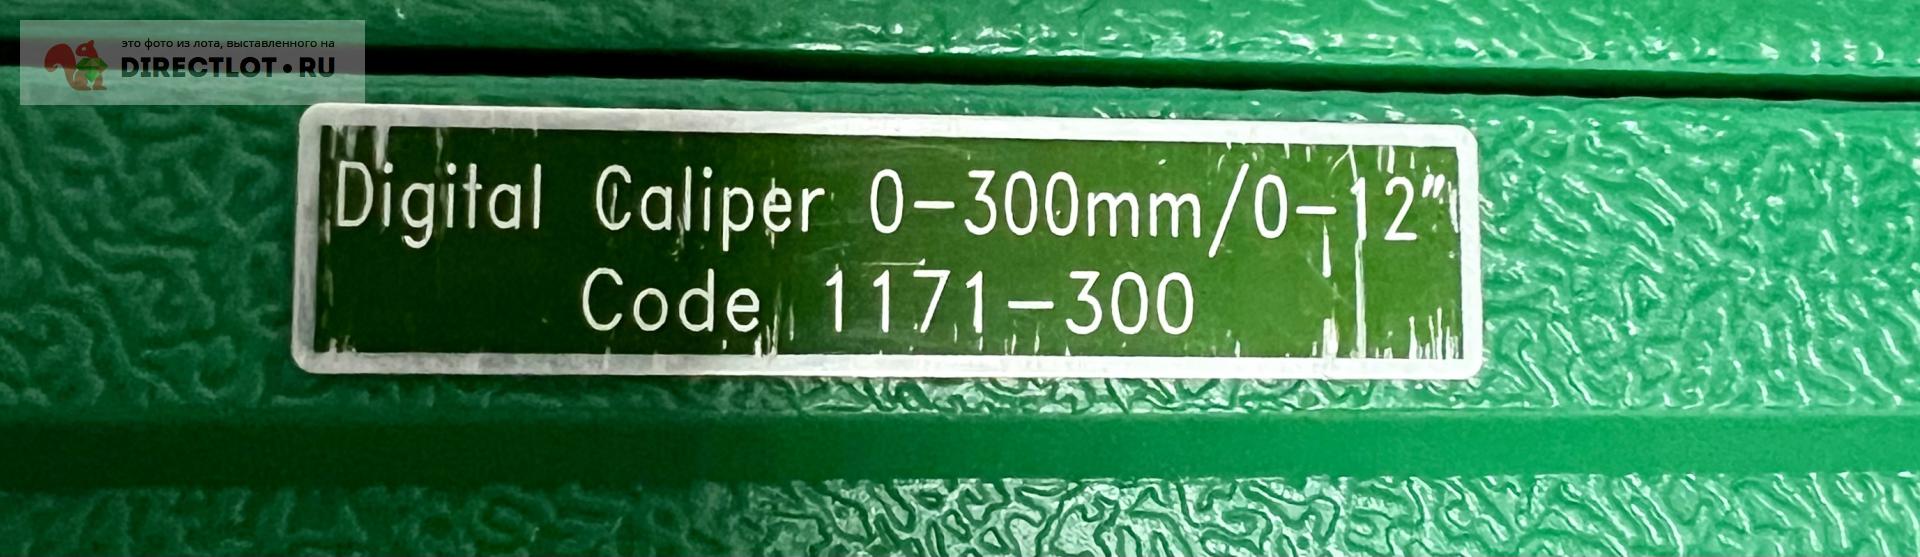 это фото из лота, выставленного на
DIRECTLOT•RU
Digital Caliper 0-300mm/0-12"
Code 1171-300